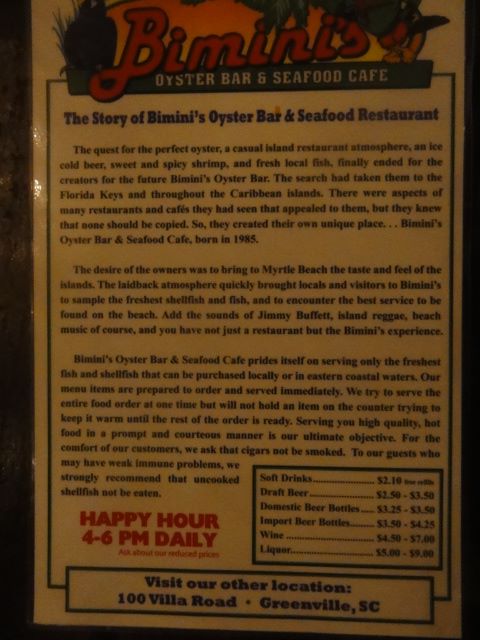 Bimini's
OYSTER BAR & SEAFOOD CAFE
The Story of Bimini's Oyster Bar & Seafood Restaurant
The quest for the perfect oyster, a casual island restaurant atmosphere, an ice
cold beer, sweet and spicy shrimp, and fresh local fish, finally ended for the
creators for the future Bimini's Oyster Bar. The search had taken them to the
Florida Keys and throughout the Caribbean islands. There were aspects of
many restaurants and cafés they had seen that appealed to them, but they knew
that none should be copied. So, they created their own unique place. . . Bimini's
Oyster Bar & Seafood Cafe, born in 1985.
The desire of the owners was to bring to Myrtle Beach the taste and feel of the
islands. The laidback atmosphere quickly brought locals and visitors to Bimini's
to sample the freshest shellfish and fish, and to encounter the best service to be
found on the beach. Add the sounds of Jimmy Buffett, island reggae, beach
music of course, and you have not just a restaurant but the Bimini's experience.
Bimini's Oyster Bar & Seafood Cafe prides itself on serving only the freshest
fish and shellfish that can be purchased locally or in eastern coastal waters. Our
menu items are prepared to order and served immediately. We try to serve the
entire food order at one time but will not hold an item on the counter trying to
keep it warm until the rest of the order is ready. Serving you high quality, hot
food in a prompt and courteous manner is our ultimate objective. For the
comfort of our customers, we ask that cigars not be smoked. To our guests who
may have weak immune problems, we
strongly recommend that uncooked
shellfish not be eaten.
HAPPY HOUR
4-6 PM DAILY
Ask about our reduced prices
Soft Drinks.................... $2.10 free refills
Draft Beer..................... $2.50 - $3.50
Domestic Beer Bottles.... $3.25 - $3.50
Import Beer Bottles........ $3.50 - $4.25
Wine ............................ $4.50 - $7.00
Liquor........................... $5.00 - $9.00
Visit our other location:
100 Villa Road • Greenville, SC